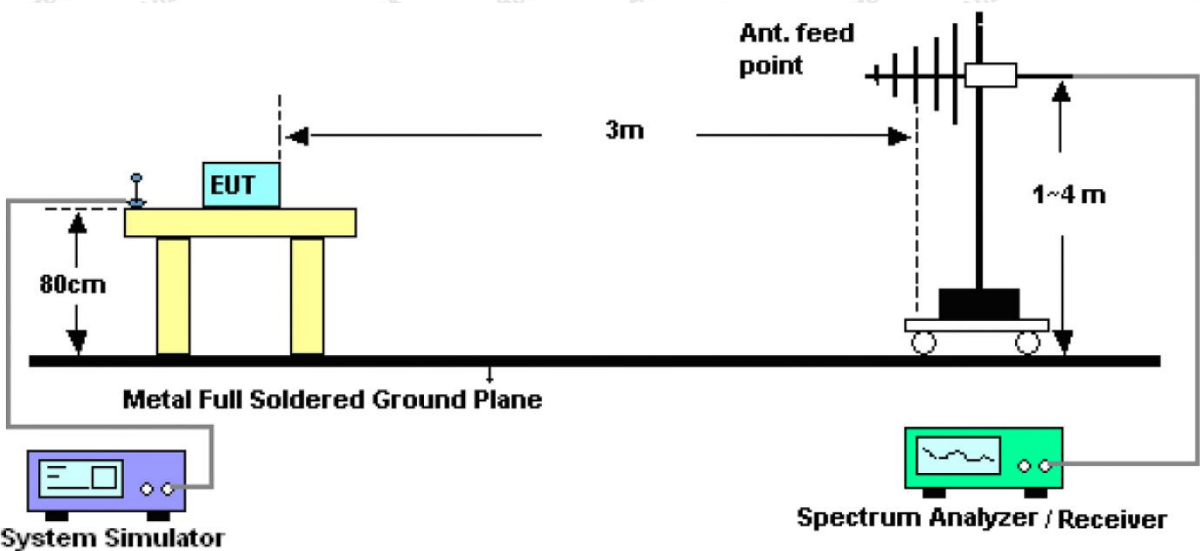 Ant. feed
point
3m
EUT
1~4 m
80cm
Metal Full Soldered Ground Plane
Spectrum Analyzer / Receiver
System Simulator